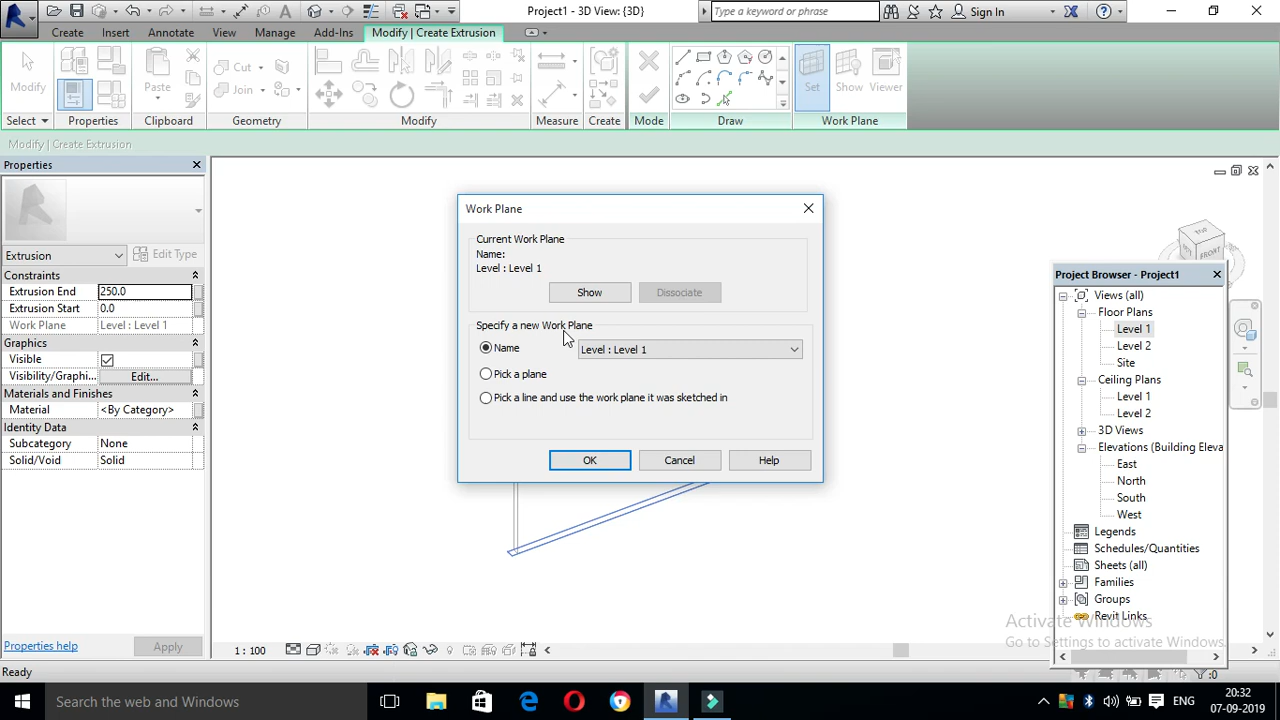 Project1 - 3D View: {3D}
Type a keyword or phrase
Sign In
Create Insert Annotate View Manage Add-Ins Modify | Create Extrusion
Modify
Paste
Cut
Join
Set Show Viewer
Select Properties Clipboard Geometry Modify Measure Create Mode Draw Work Plane
Modify | Create Extrusion
Properties
Extrusion
Edit Type
Constraints
Extrusion End 250.0
Extrusion Start 0.0
Work Plane Level : Level 1
Graphics
Visible
Visibility/Graphi... Edit...
Materials and Finishes
Material <By Category>
Identity Data
Subcategory None
Solid/Void Solid
Properties help
Apply
Work Plane
Current Work Plane
Name:
Level : Level 1
Show Dissociate
Specify a new Work Plane
Name Level : Level 1
Pick a plane
Pick a line and use the work plane it was sketched in
OK Cancel Help
TOP
FRONT
Project Browser - Project1
Views (all)
Floor Plans
Level 1
Level 2
Site
Ceiling Plans
Level 1
Level 2
3D Views
Elevations (Building Eleva
East
North
South
West
Legends
Schedules/Quantities
Sheets (all)
Families
Groups
Revit Links
Activate Windows
Go to Settings to activate Windows.
1 : 100
Ready
:0
Search the web and Windows
ENG
20:32
07-09-2019